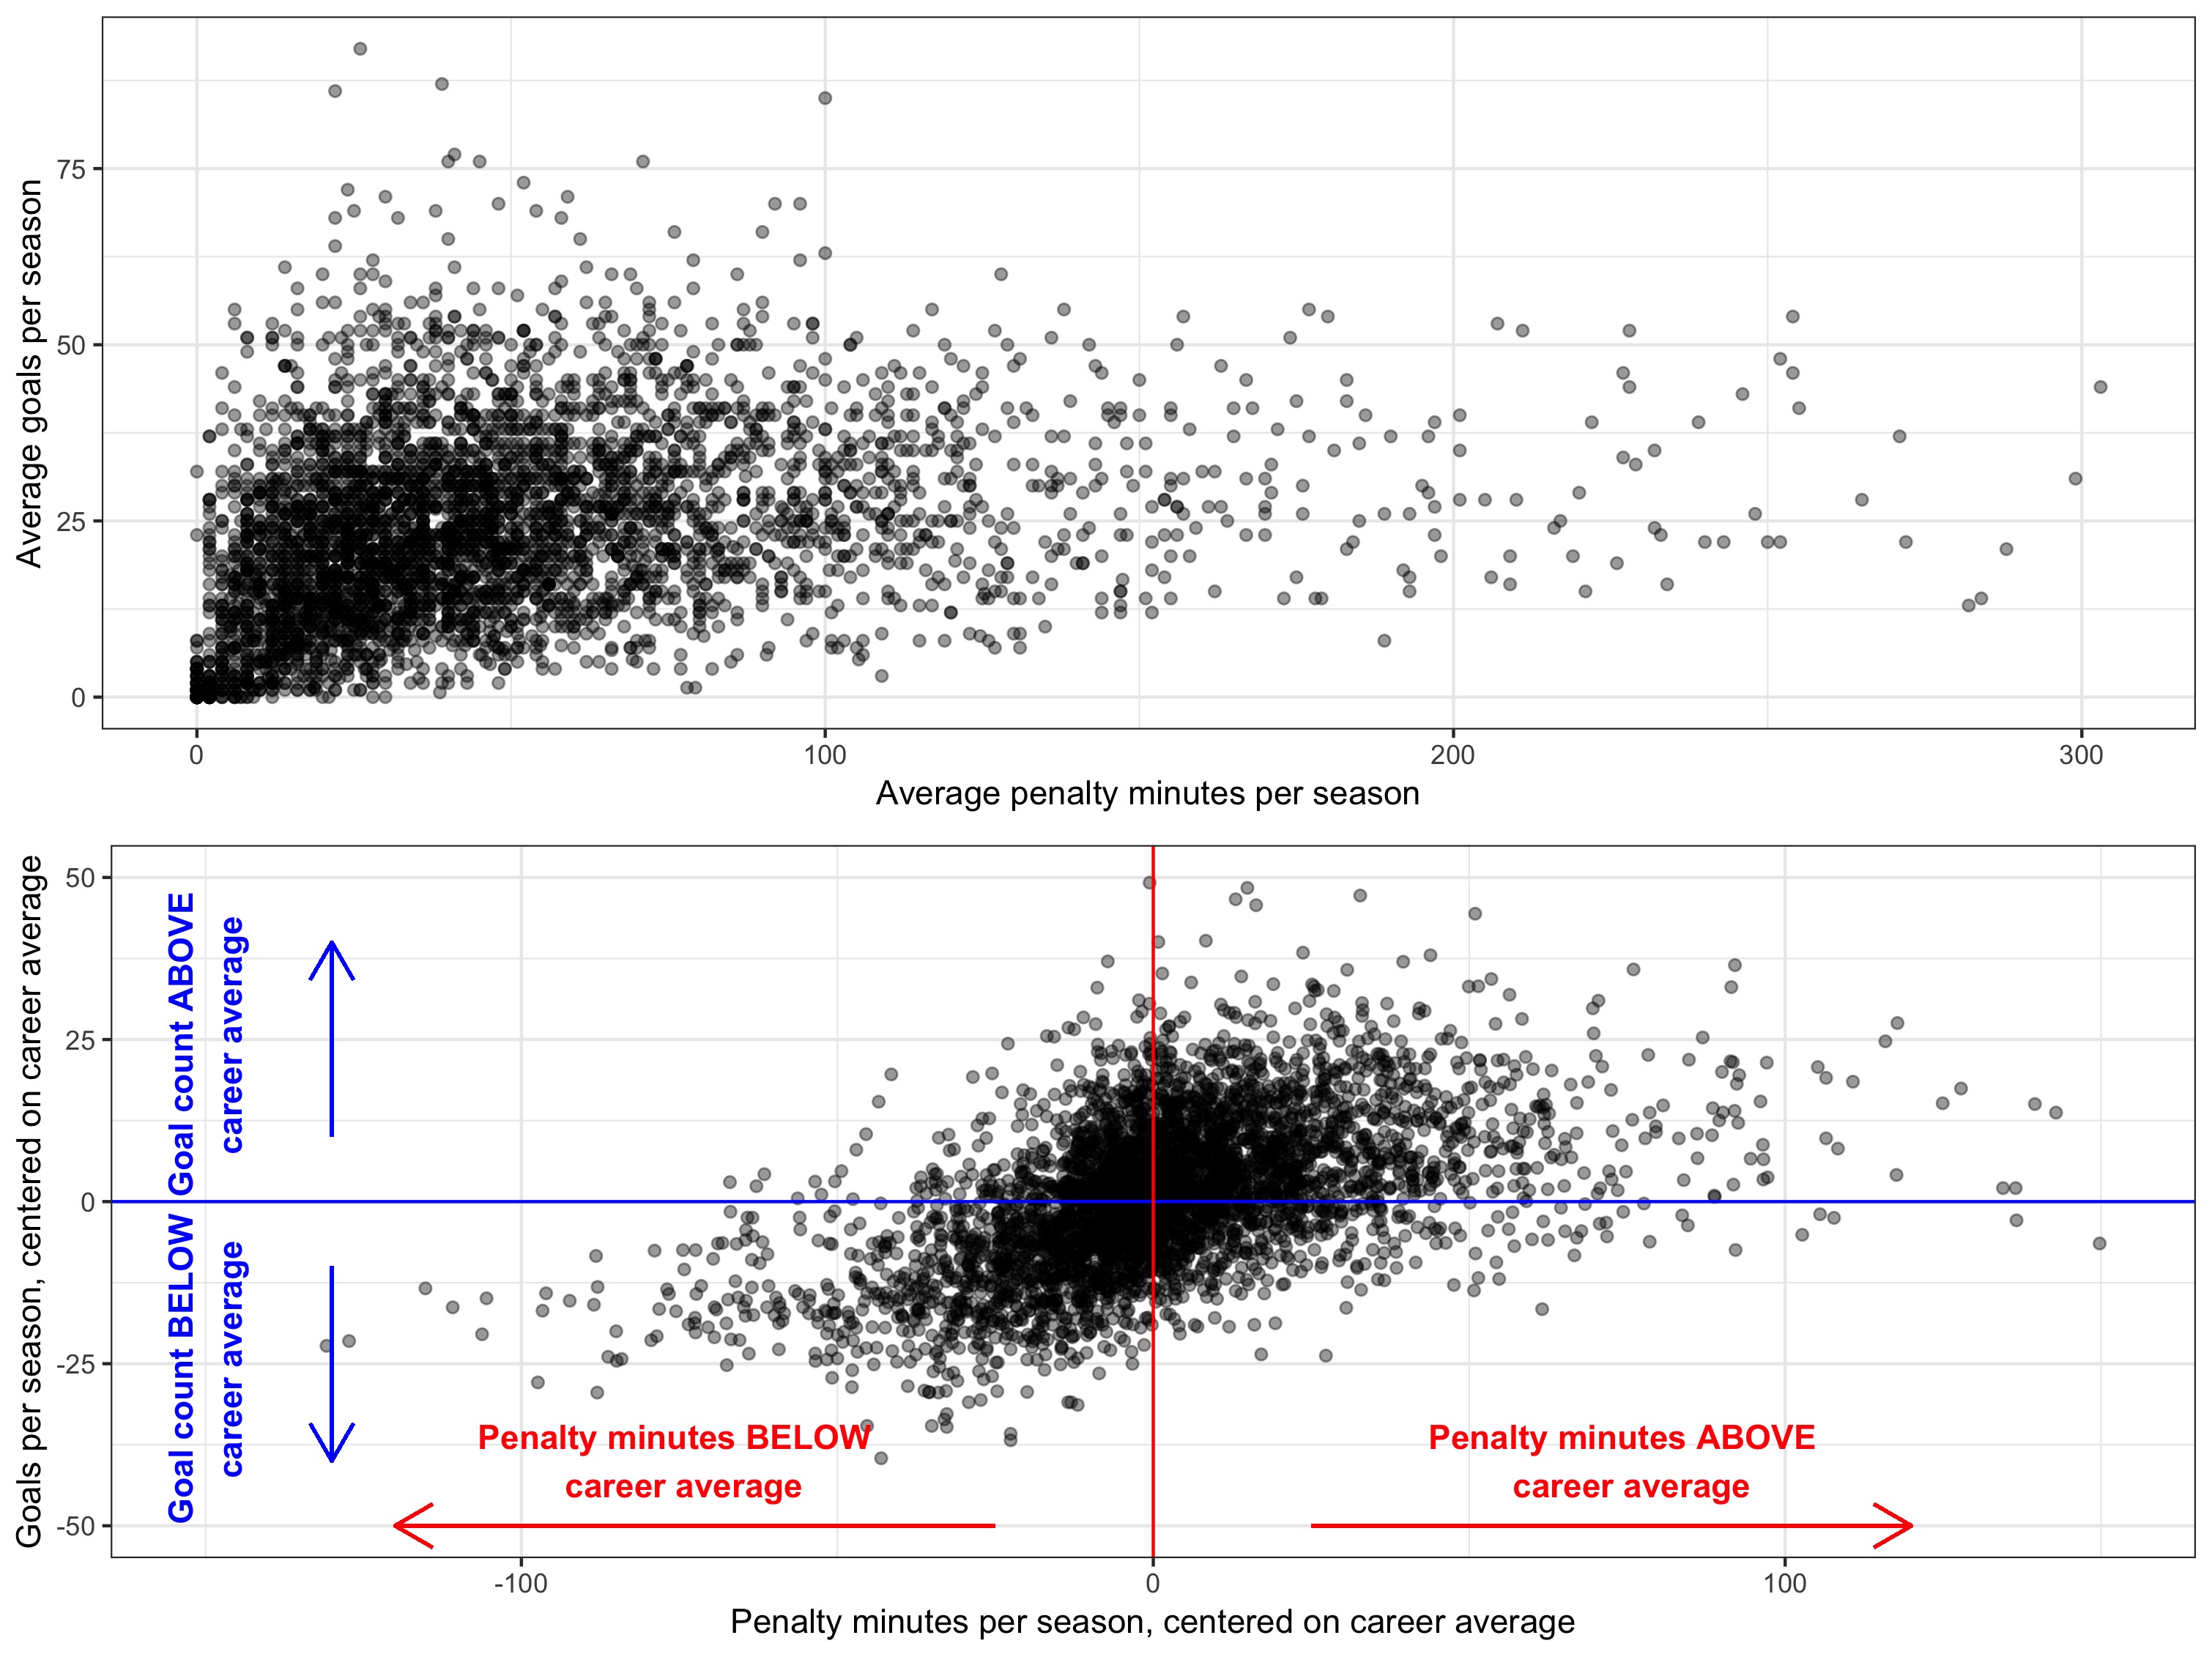 Average goals per season
75
50
25
0
0
100
200
300
Average penalty minutes per season
Goals per season, centered on career average
50
25
0
-25
-50
Goal count ABOVE
career average
Goal count BELOW
career average
Penalty minutes BELOW
career average
Penalty minutes ABOVE
career average
-100
0
100
Penalty minutes per season, centered on career average